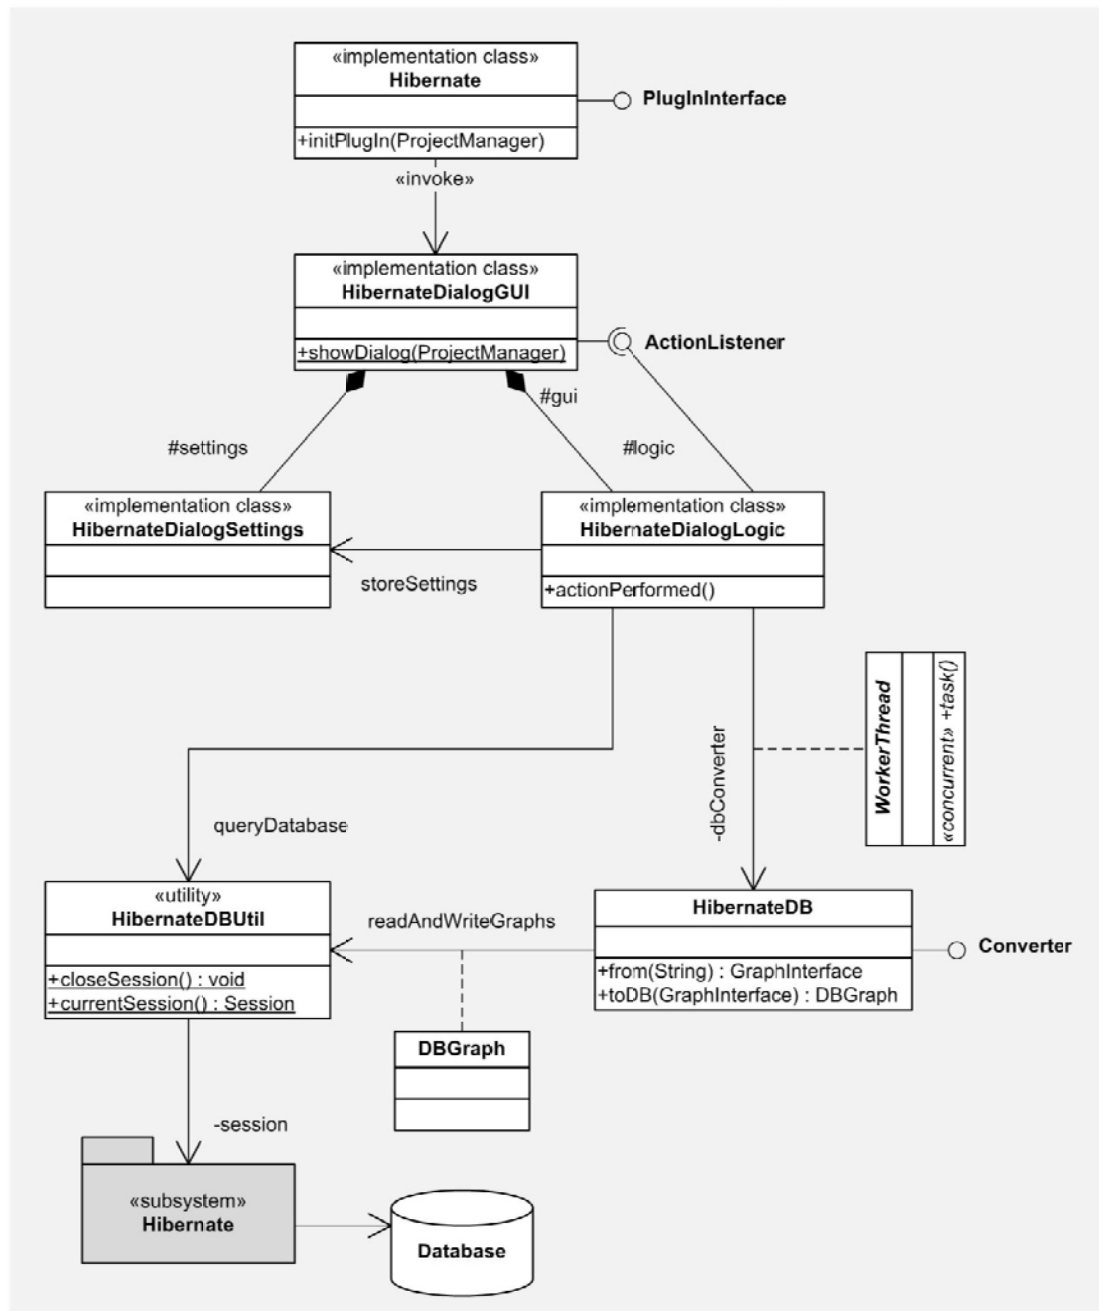 «implementation class»
Hibernate
PlugInInterface
+initPlugIn(ProjectManager)
«invoke»
«implementation class»
HibernateDialogGUI
ActionListener
+showDialog(ProjectManager)
#gui
#settings
#logic
«implementation class»
HibernateDialogSettings
«implementation class»
HibernateDialogLogic
storeSettings
+actionPerformed()
WorkerThread
«concurrent» +task()
-dbConverter
queryDatabase
«utility»
HibernateDBUtil
+closeSession() : void
+currentSession() : Session
readAndWriteGraphs
HibernateDB
+from(String) : GraphInterface
+toDB(GraphInterface) : DBGraph
Converter
DBGraph
-session
«subsystem»
Hibernate
Database